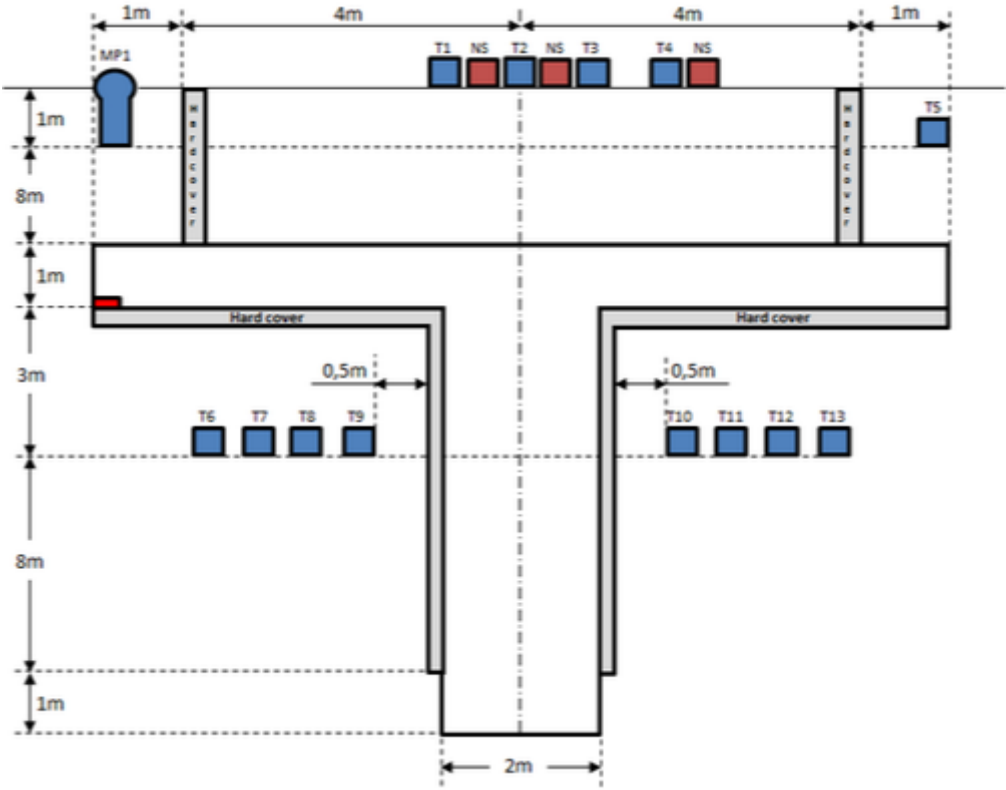 1m 4m 4m 1m
MP1
T1 NS T2 NS T3 T4 NS
1m
T5
Hardcover
Hardcover
8m
1m
Hard cover Hard cover
3m
0,5m 0,5m
T6 T7 T8 T9 T10 T11 T12 T13
8m
1m
2m